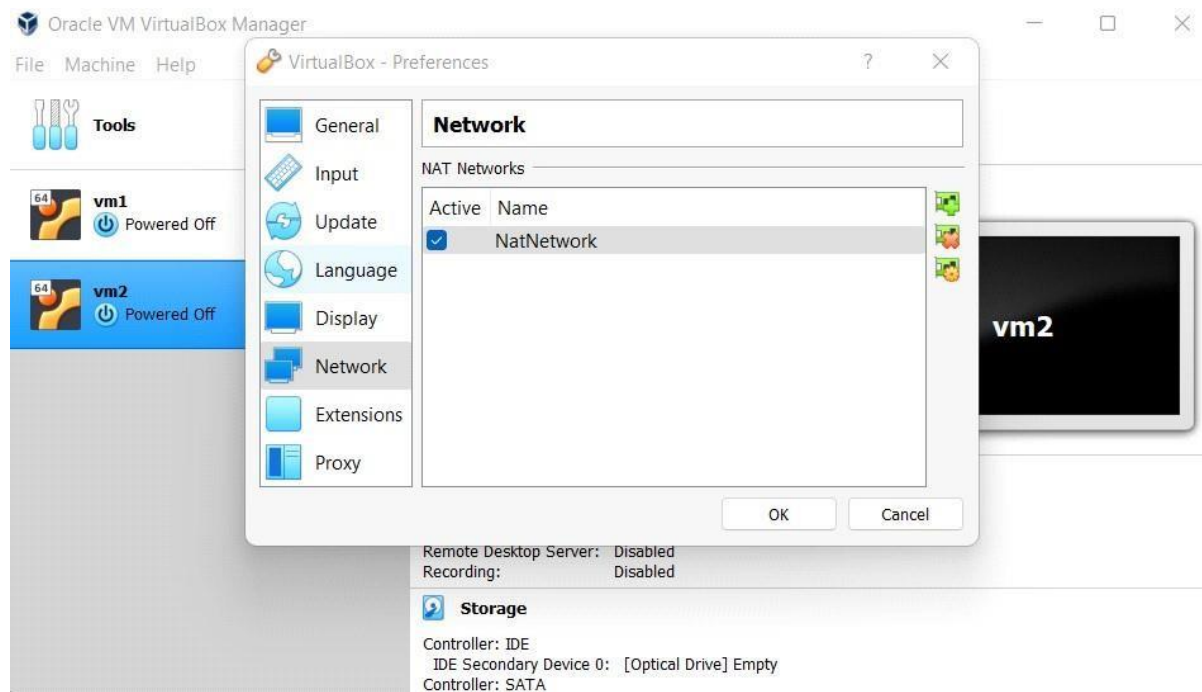 Oracle VM VirtualBox Manager
File Machine Help
VirtualBox - Preferences
?
Tools
64
vm1
Powered Off
64
vm2
Powered Off
General
Input
Update
Language
Display
Network
Extensions
Proxy
Network
NAT Networks
Active Name
NatNetwork
OK Cancel
vm2
Remote Desktop Server: Disabled
Recording: Disabled
Storage
Controller: IDE
IDE Secondary Device 0: [Optical Drive] Empty
Controller: SATA